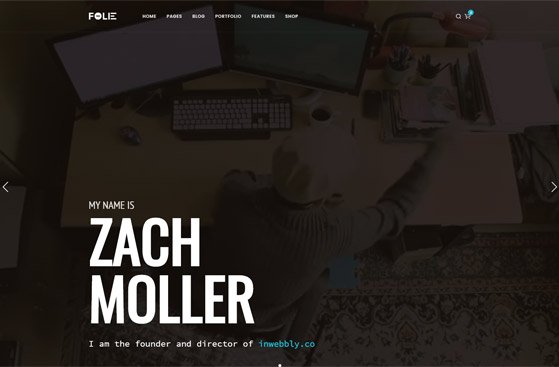 FOLIE
HOME PAGES BLOG PORTFOLIO FEATURES SHOP
MY NAME IS
ZACH
MOLLER
I am the founder and director of inwebbly.co